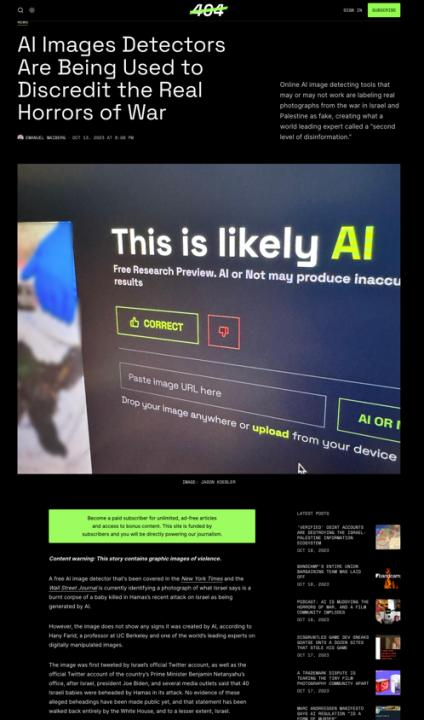 404
SIGN IN
SUBSCRIBE
NEWS
AI Images Detectors
Are Being Used to
Discredit the Real
Horrors of War
EMANUEL MAIBERG · OCT 13, 2023 AT 9:00 PM
Online AI image detecting tools that
may or may not work are labeling real
photographs from the war in Israel and
Palestine as fake, creating what a
world leading expert called a "second
level of disinformation."
This is likely AI
Free Research Preview. AI or Not may produce inaccu
results
CORRECT
Paste image URL here
AI OR
Drop your image anywhere or upload from your device
IMAGE: JASON KOEBLER
Become a paid subscriber for unlimited, ad-free articles
and access to bonus content. This site is funded by
subscribers and you will be directly powering our journalism.
Content warning: This story contains graphic images of violence.
A free AI image detector that's been covered in the New York Times and the
Wall Street Journal is currently identifying a photograph of what Israel says is a
burnt corpse of a baby killed in Hamas's recent attack on Israel as being
generated by AI.
However, the image does not show any signs it was created by AI, according to
Hany Farid, a professor at UC Berkeley and one of the world's leading experts on
digitally manipulated images.
The image was first tweeted by Israel's official Twitter account, as well as the
official Twitter account of the country's Prime Minister Benjamin Netanyahu's
office, after Israel, president Joe Biden, and several media outlets said that 40
Israeli babies were beheaded by Hamas in its attack. No evidence of these
alleged beheadings have been made public yet, and that statement has been
walked back entirely by the White House, and to a lesser extent, Israel.
LATEST POSTS
'VERIFIED' OSINT ACCOUNTS
ARE DESTROYING THE ISRAEL-
PALESTINE INFORMATION
ECOSYSTEM
OCT 18, 2023
BANDCAMP'S ENTIRE UNION
BARGAINING TEAM WAS LAID
OFF
OCT 18, 2023
bandcamp
PODCAST: AI IS MUDDYING THE
HORRORS OF WAR, AND A FILM
COMMUNITY IMPLODES
OCT 18, 2023
DISGRUNTLED GAME DEV SNEAKS
GOATSE ONTO A DOZEN SITES
THAT STOLE HIS GAME
OCT 17, 2023
A TRADEMARK DISPUTE IS
TEARING THE TINY FILM
PHOTOGRAPHY COMMUNITY APART
OCT 17, 2023
MARC ANDREESSEN MANIFESTO
SAYS AI REGULATION "IS A
FORM OF MURDER"